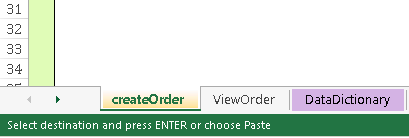 31
32
33
34
createOrder ViewOrder DataDictionary
Select destination and press ENTER or choose Paste